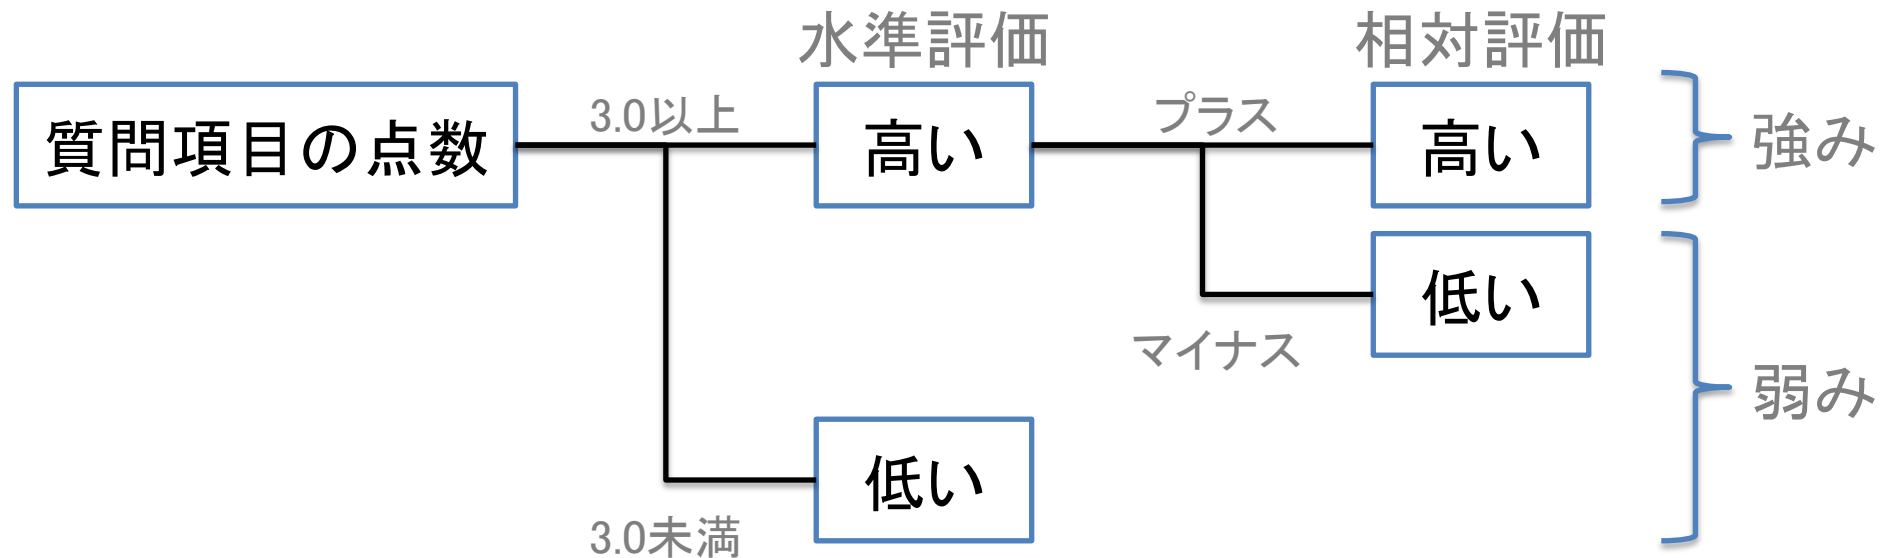 水準評価
相対評価
質問項目の点数
3.0以上
高い
プラス
高い
強み
マイナス
低い
弱み
3.0未満
低い